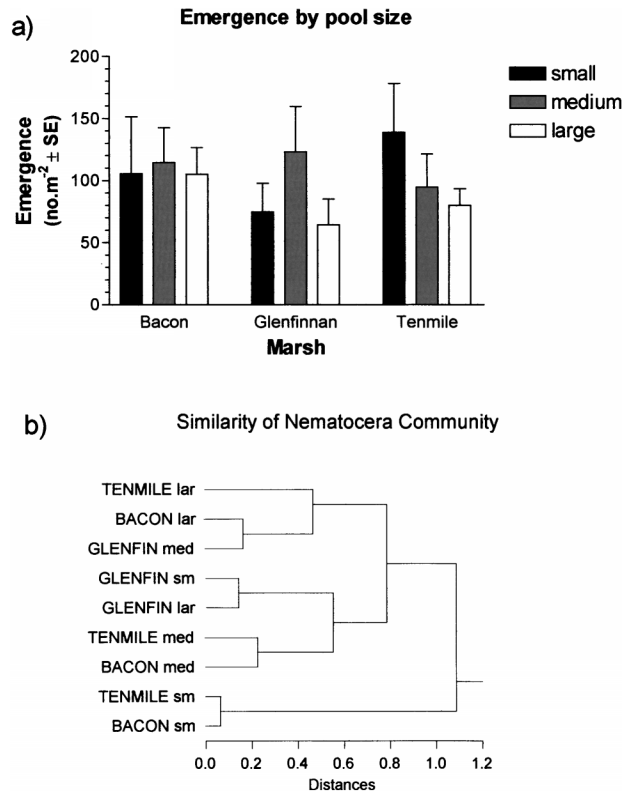 a)
Emergence by pool size
small
medium
large
Emergence
(no.m⁻² ± SE)
200
150
100
50
0
Bacon
Glenfinnan
Tenmile
Marsh
b)
Similarity of Nematocera Community
TENMILE lar
BACON lar
GLENFIN med
GLENFIN sm
GLENFIN lar
TENMILE med
BACON med
TENMILE sm
BACON sm
0.0 0.2 0.4 0.6 0.8 1.0 1.2
Distances